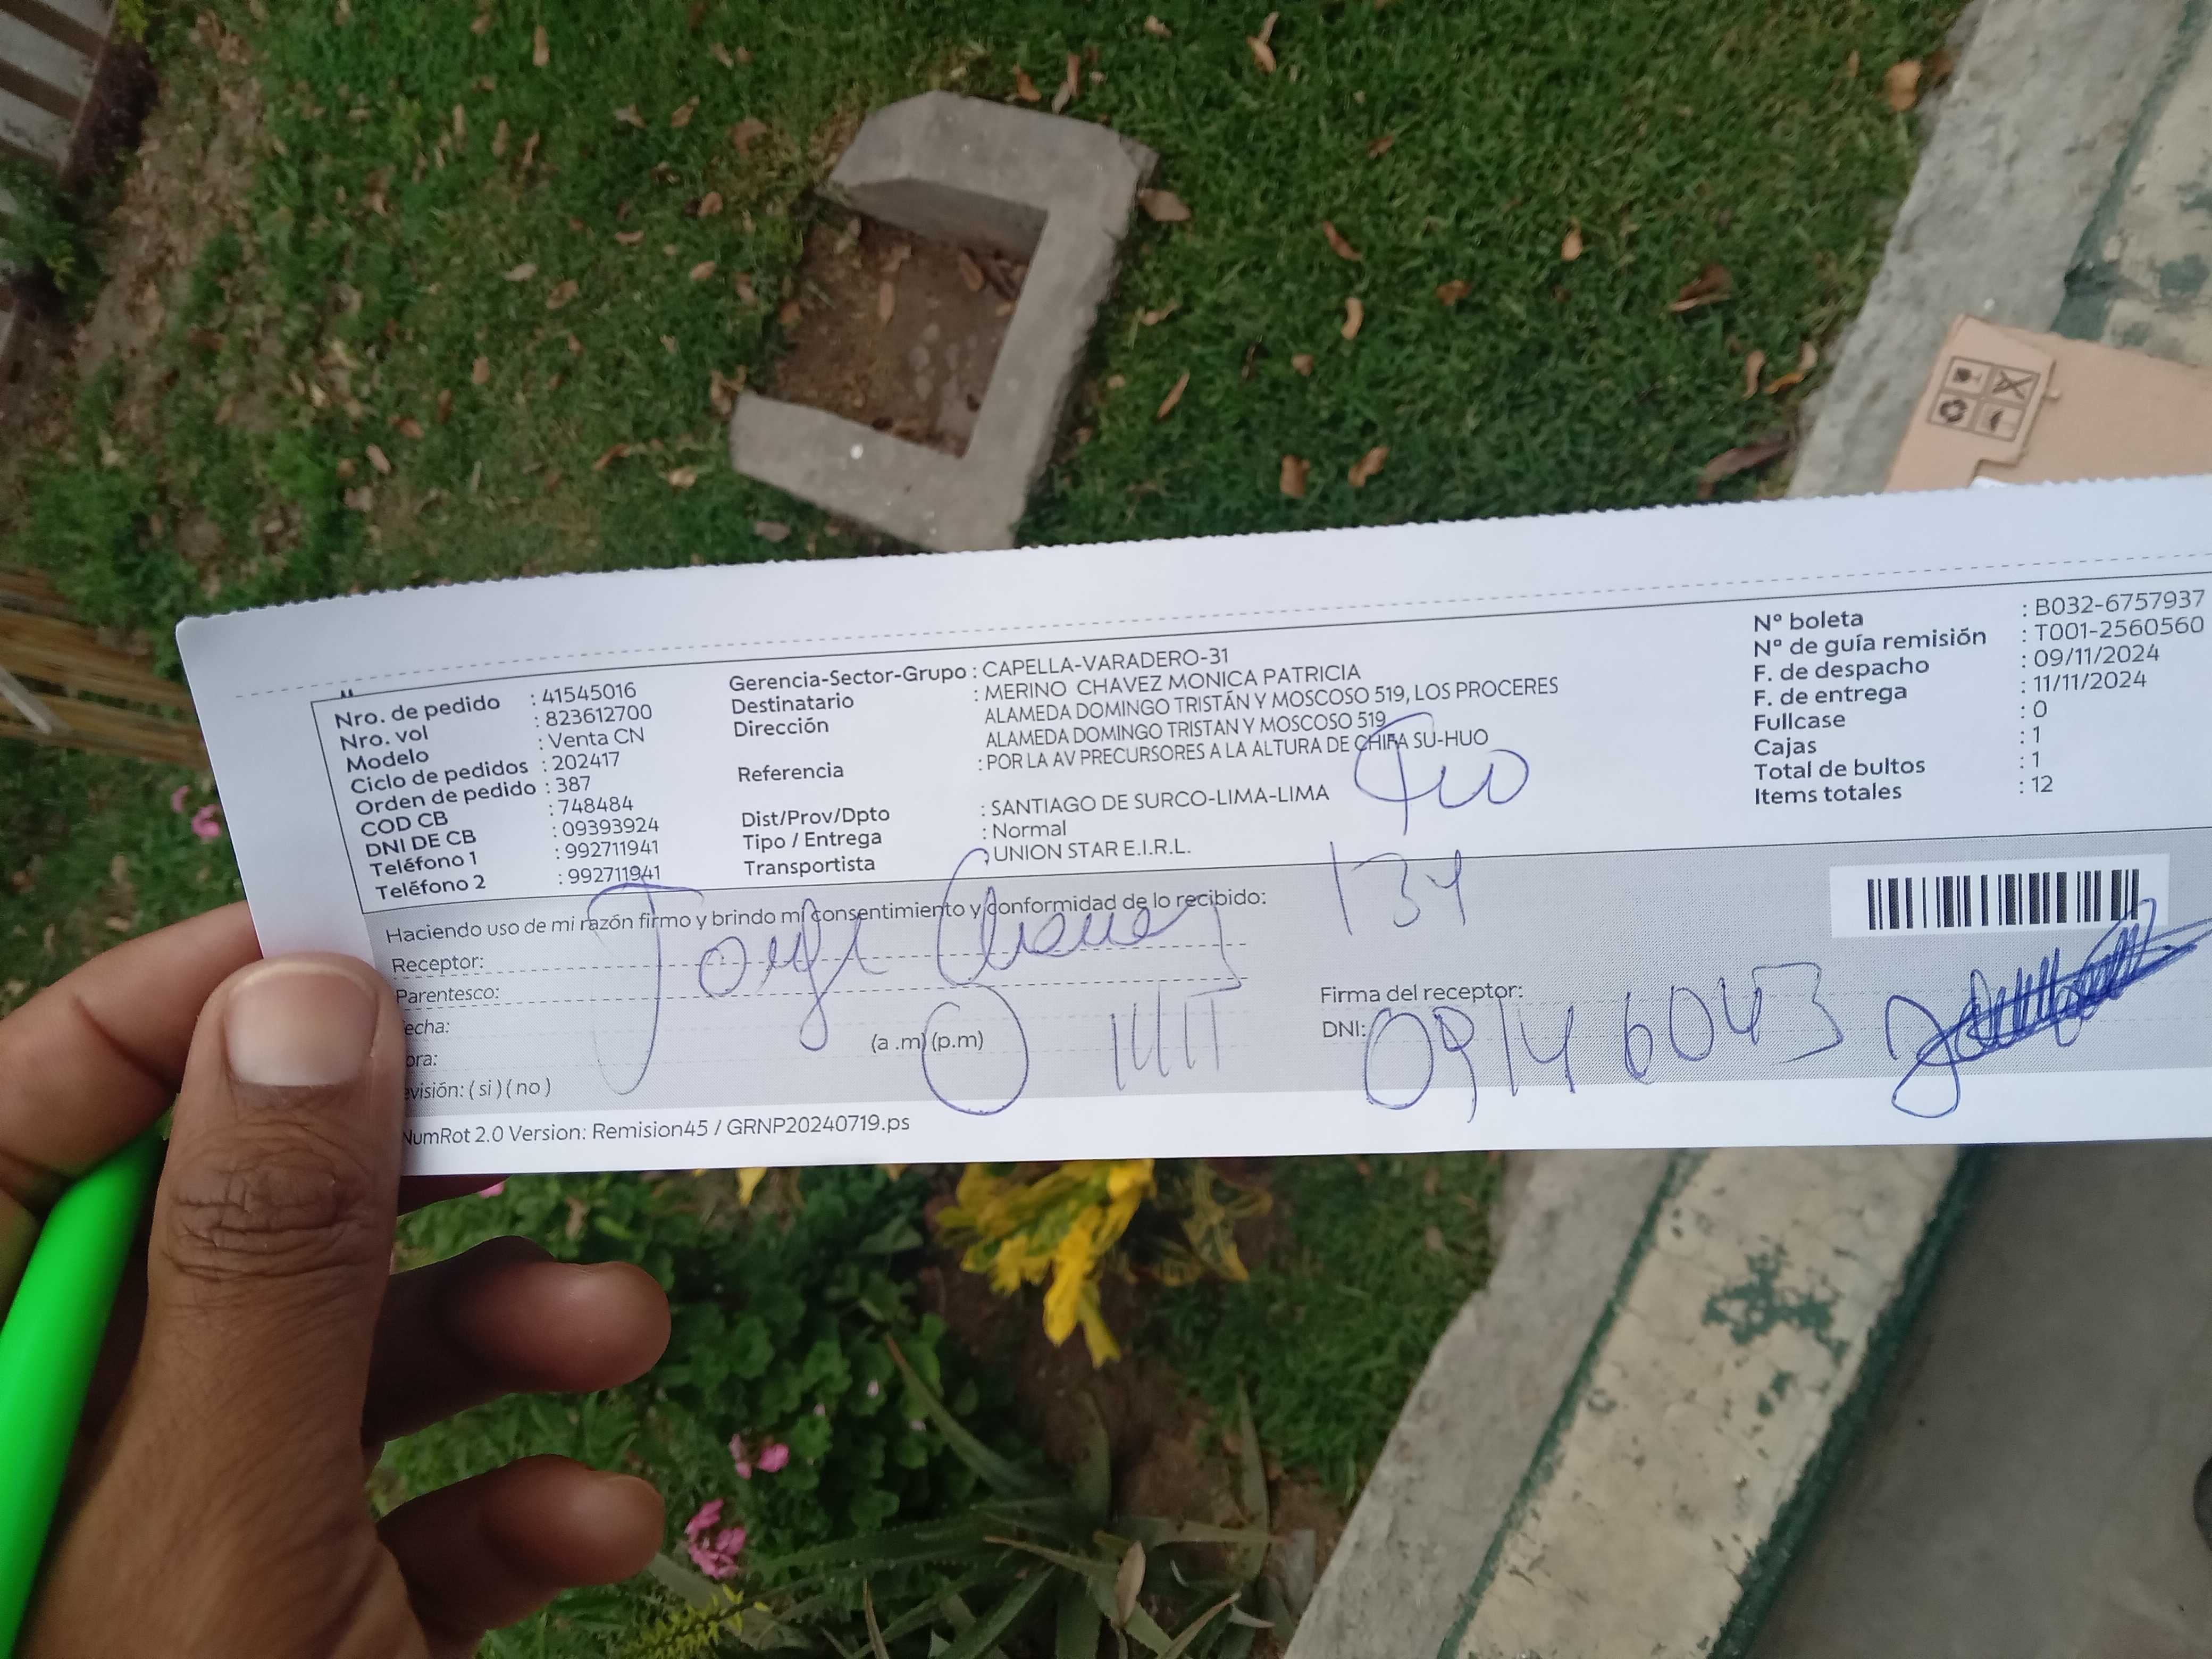 Nro. de pedido : 41545016
Nro. vol : 823612700
Modelo : Venta CN
Ciclo de pedidos : 202417
Orden de pedido : 387
COD CB : 748484
DNI DE CB : 09393924
Teléfono 1 : 992711941
Teléfono 2 : 992711941
Gerencia-Sector-Grupo : CAPELLA-VARADERO-31
Destinatario : MERINO CHAVEZ MONICA PATRICIA
Dirección ALAMEDA DOMINGO TRISTÁN Y MOSCOSO 519, LOS PROCERES
ALAMEDA DOMINGO TRISTAN Y MOSCOSO 519
Referencia : POR LA AV PRECURSORES A LA ALTURA DE CHIFA SU-HUO
Dist/Prov/Dpto : SANTIAGO DE SURCO-LIMA-LIMA
Tipo / Entrega : Normal
Transportista : UNION STAR E.I.R.L.
N° boleta : B032-6757937
N° de guía remisión : T001-2560560
F. de despacho : 09/11/2024
F. de entrega : 11/11/2024
Fullcase : 0
Cajas : 1
Total de bultos : 1
Items totales : 12
Haciendo uso de mi razón firmo y brindo mi consentimiento y conformidad de lo recibido:
134
Receptor: Jorge
Parentesco:
echa:
ora: (a .m) (p.m)
evisión: ( si ) ( no )
Firma del receptor:
DNI: 09146043
NumRot 2.0 Version: Remision45 / GRNP20240719.ps